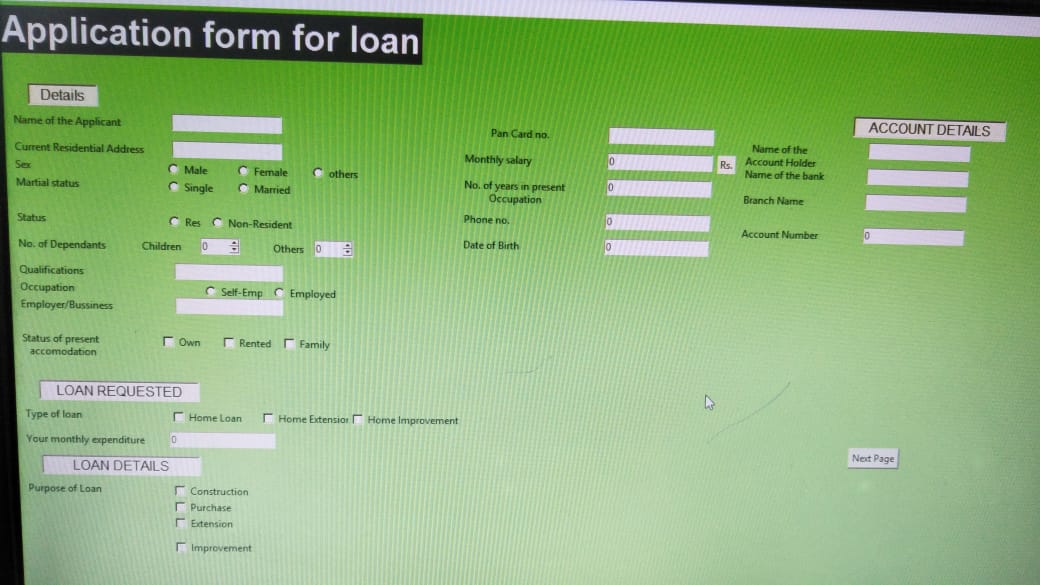 Application form for loan
Details
Name of the Applicant
Current Residential Address
Sex
Male Female others
Martial status
Single Married
Status
Res Non-Resident
No. of Dependants Children 0 Others 0
Qualifications
Occupation
Self-Emp Employed
Employer/Bussiness
Status of present
accomodation
Own Rented Family
LOAN REQUESTED
Type of loan
Home Loan Home Extension Home Improvement
Your monthly expenditure 0
LOAN DETAILS
Purpose of Loan
Construction
Purchase
Extension
Improvement
Pan Card no.
Monthly salary 0 Rs.
No. of years in present
Occupation
0
Phone no. 0
Date of Birth 0
ACCOUNT DETAILS
Name of the
Account Holder
Name of the bank
Branch Name
Account Number 0
Next Page